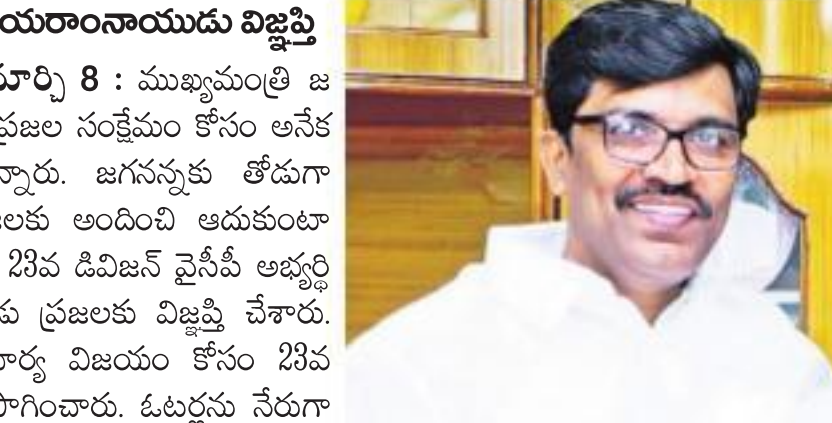 యరాంనాయుడు విజ్ఞప్తి
మార్చి 8 : ముఖ్యమంత్రి జ
ప్రజల సంక్షేమం కోసం అనేక
న్నారు. జగనన్నకు తోడుగా
లకు అందించి ఆదుకుంటా
23వ డివిజన్ వైసీపీ అభ్యర్థి
డు ప్రజలకు విజ్ఞప్తి చేశారు.
ార్య విజయం కోసం 23వ
సాగించారు. ఓటర్లను నేరుగా